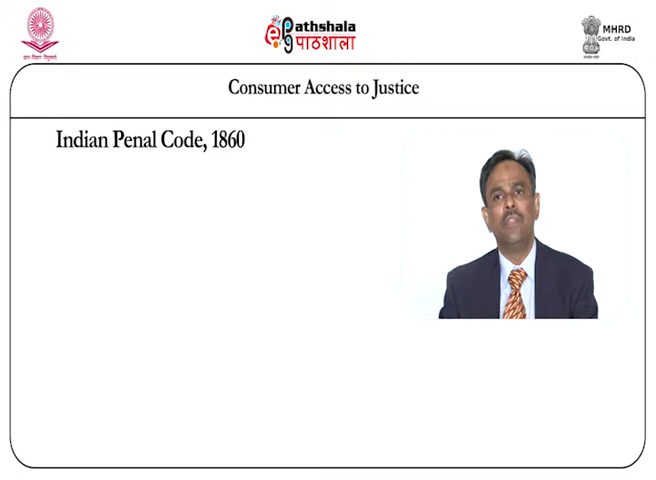 ePathshala
पाठशाला
MHRD
Govt. of India
Consumer Access to Justice
Indian Penal Code, 1860